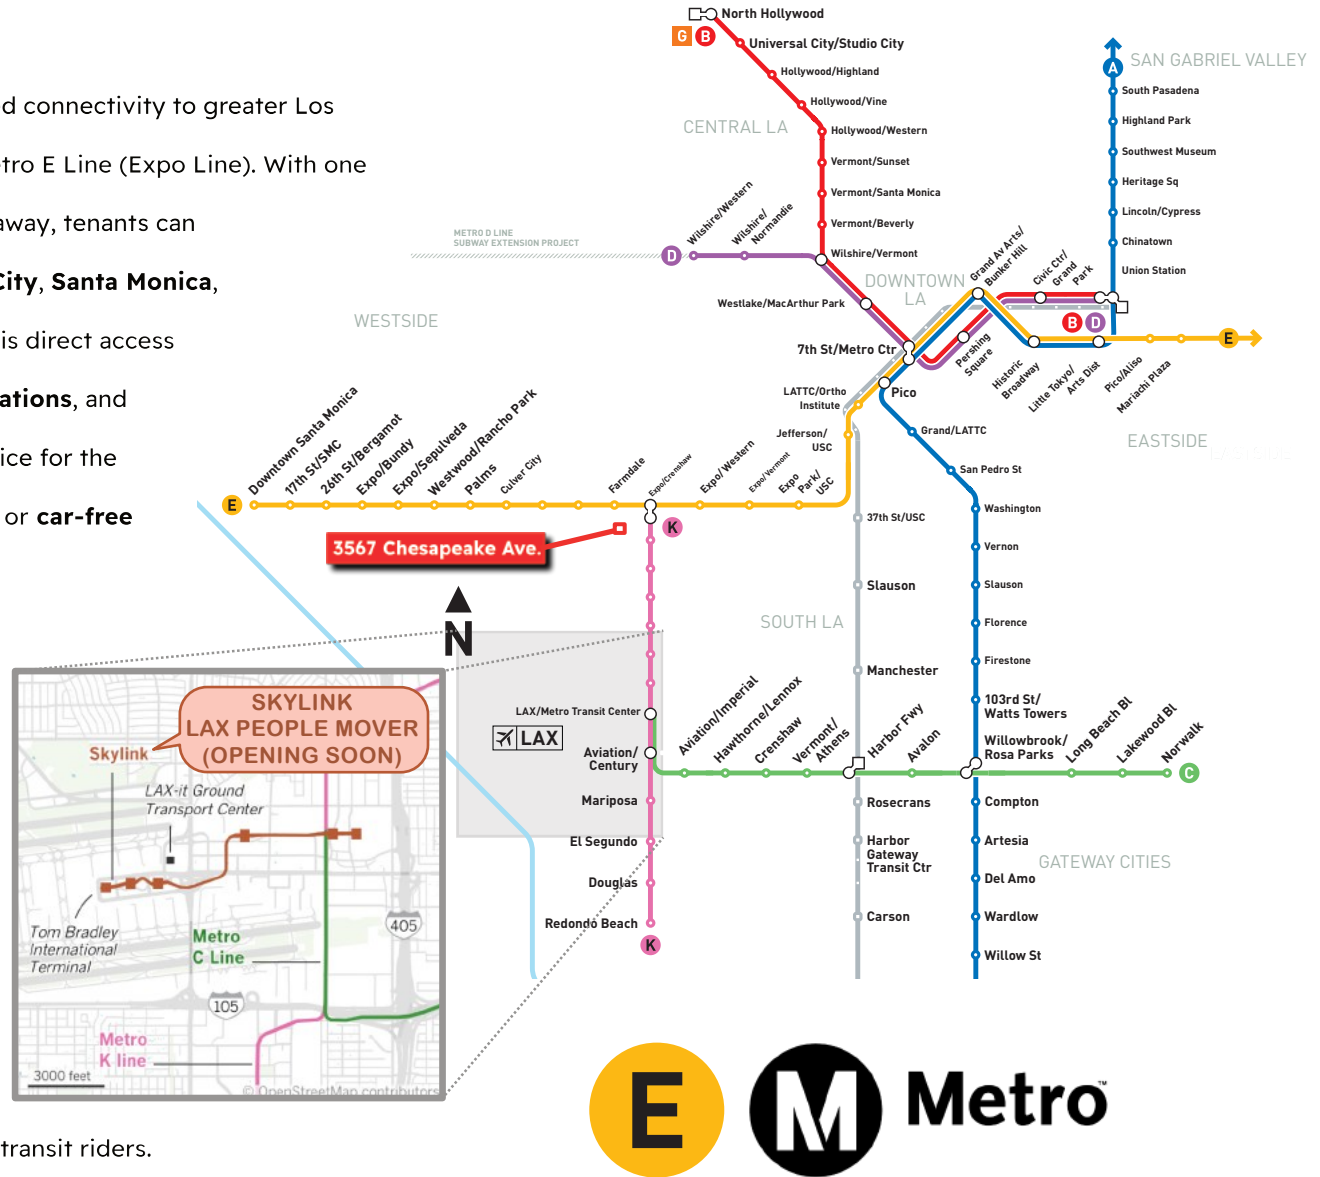 d connectivity to greater Los
tro E Line (Expo Line). With one
away, tenants can
City, Santa Monica,
is direct access
ations, and
ice for the
or car-free
transit riders.
North Hollywood
G B
Universal City/Studio City
Hollywood/Highland
Hollywood/Vine
Hollywood/Western
Vermont/Sunset
Vermont/Santa Monica
Vermont/Beverly
Wilshire/Vermont
CENTRAL LA
A
SAN GABRIEL VALLEY
South Pasadena
Highland Park
Southwest Museum
Heritage Sq
Lincoln/Cypress
Chinatown
Union Station
METRO D LINE
SUBWAY EXTENSION PROJECT
D
Wilshire/Western
Wilshire/
Normandie
Westlake/MacArthur Park
DOWNTOWN
LA
Grand Av Arts/
Bunker Hill
Civic Ctr/
Grand
Park
B D
WESTSIDE
7th St/Metro Ctr
Pershing
Square
Historic
Broadway
Little Tokyo/
Arts Dist
Pico/Aliso
Mariachi Plaza
E
EASTSIDE
EASTSIDE
LATTC/Ortho
Institute
Pico
Jefferson/
USC
Grand/LATTC
San Pedro St
Washington
Vernon
Slauson
Florence
Firestone
103rd St/
Watts Towers
Willowbrook/
Rosa Parks
Compton
Artesia
Del Amo
Wardlow
Willow St
GATEWAY CITIES
E
Downtown Santa Monica
17th St/SMC
26th St/Bergamot
Expo/Bundy
Expo/Sepulveda
Westwood/Rancho Park
Palms
Culver City
Farmdale
Expo/Crenshaw
Expo/Western
Expo/Vermont
Expo
Park/
USC
3567 Chesapeake Ave.
K
N
37th St/USC
Slauson
SOUTH LA
Manchester
Harbor Fwy
Rosecrans
Harbor
Gateway
Transit Ctr
Carson
LAX/Metro Transit Center
LAX
Aviation/
Century
Mariposa
El Segundo
Douglas
Redondo Beach
K
Aviation/Imperial
Hawthorne/Lennox
Crenshaw
Vermont/
Athens
Avalon
Long Beach Bl
Lakewood Bl
Norwalk
C
SKYLINK
LAX PEOPLE MOVER
(OPENING SOON)
Skylink
LAX-it Ground
Transport Center
Tom Bradley
International
Terminal
Metro
C Line
405
105
Metro
K line
3000 feet
© OpenStreetMap contributors
E
M
Metro™